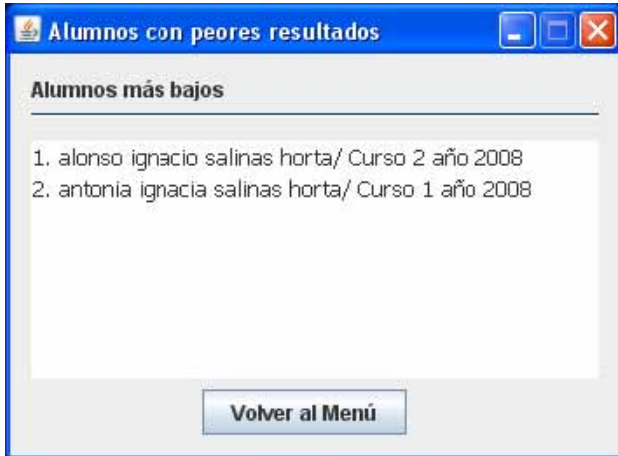 Alumnos con peores resultados
Alumnos más bajos
1. alonso ignacio salinas horta/ Curso 2 año 2008
2. antonia ignacia salinas horta/ Curso 1 año 2008
Volver al Menú